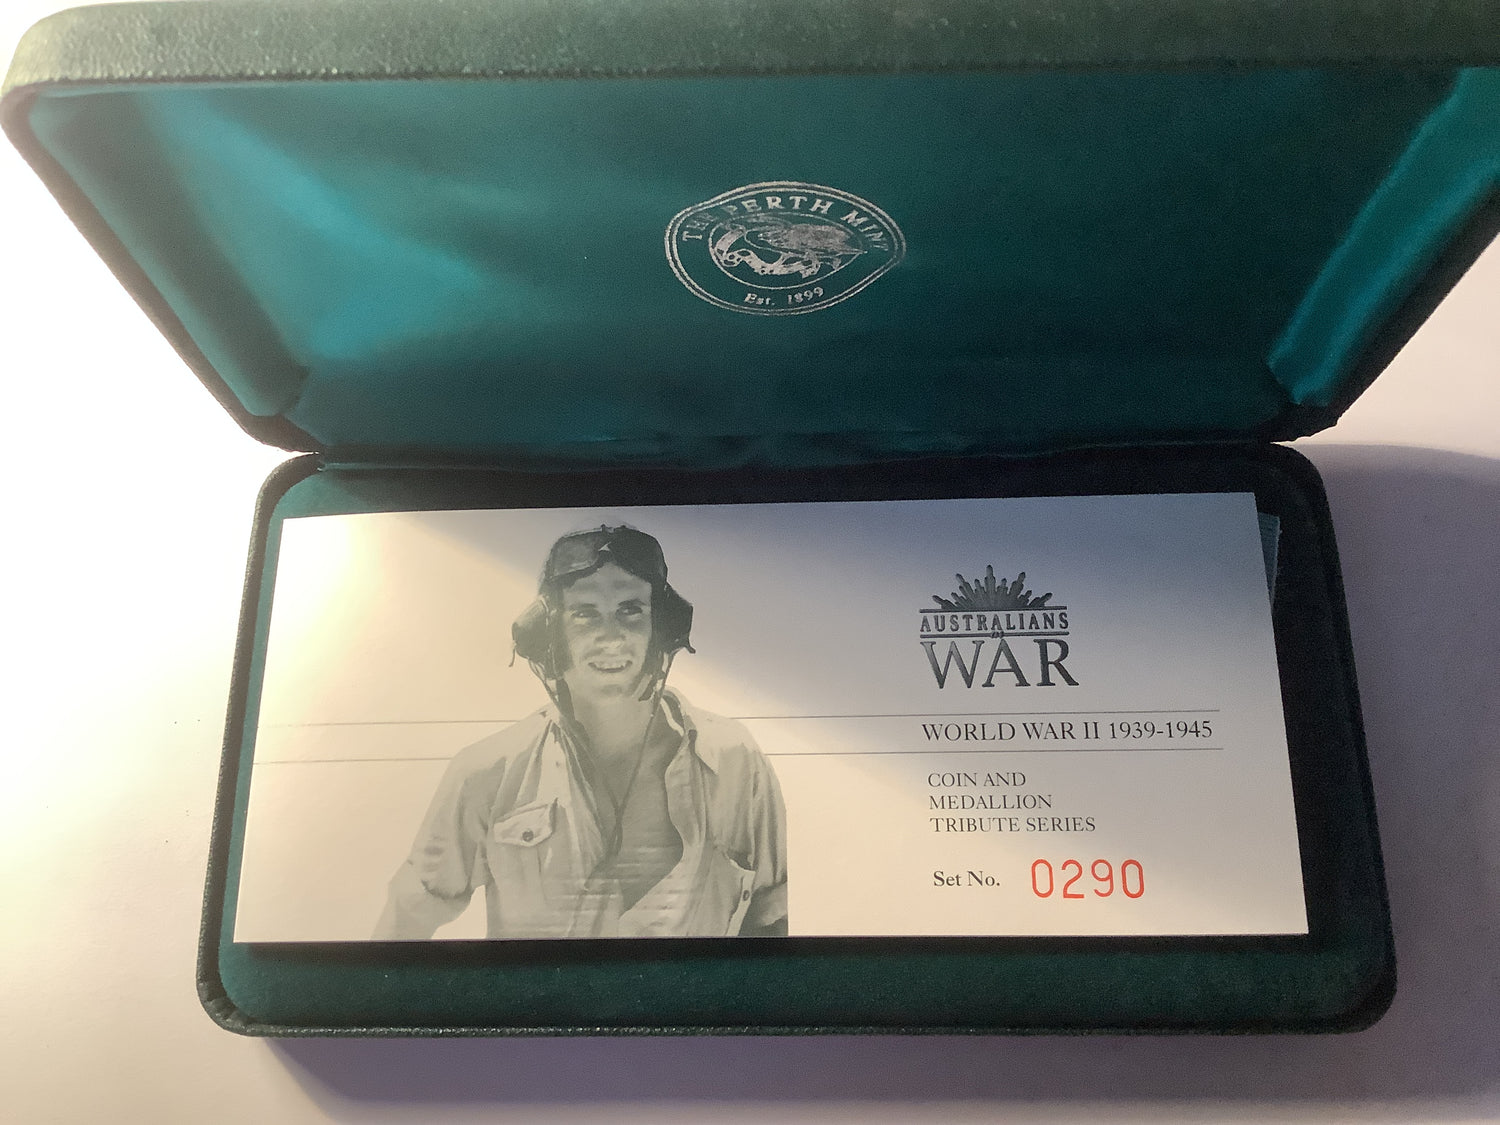 THE PERTH MINT
Est. 1899
AUSTRALIANS
at
WAR
WORLD WAR II 1939-1945
COIN AND
MEDALLION
TRIBUTE SERIES
Set No. 0290